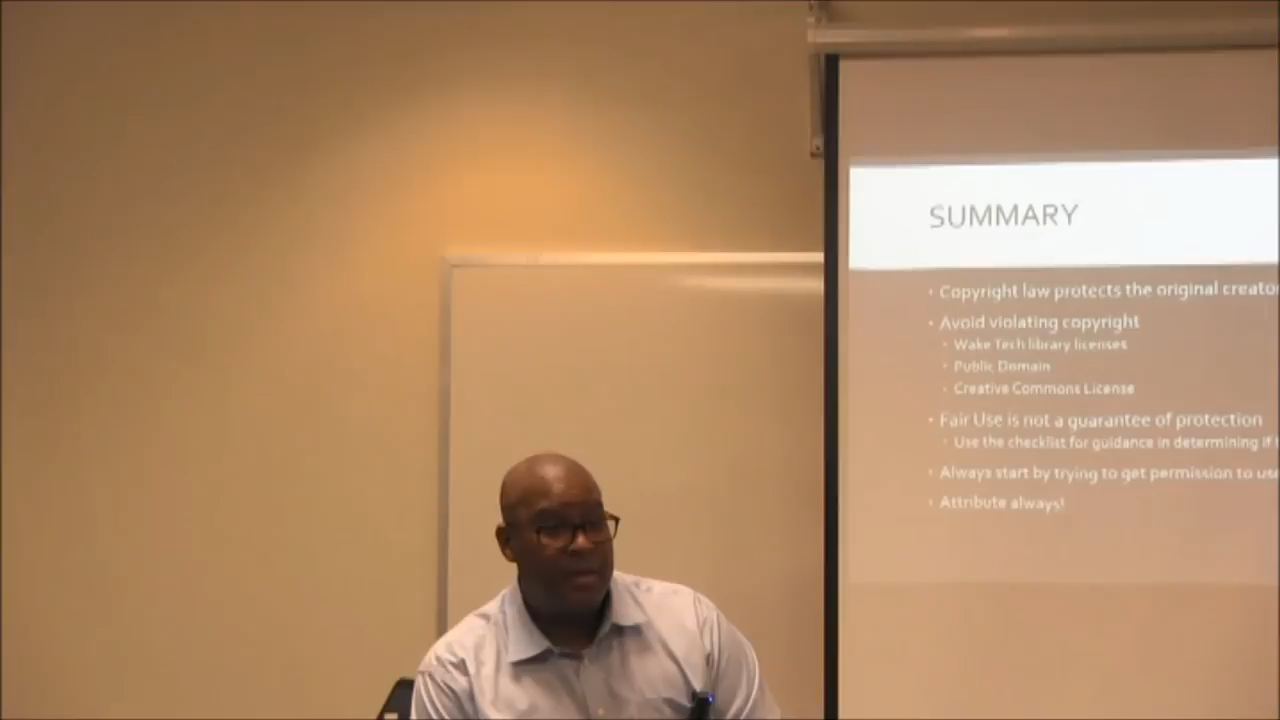 SUMMARY
• Copyright law protects the original creator
• Avoid violating copyright
• Wake Tech library licenses
• Public Domain
• Creative Commons License
• Fair Use is not a guarantee of protection
• Use the checklist for guidance in determining if
• Always start by trying to get permission to use
• Attribute always!